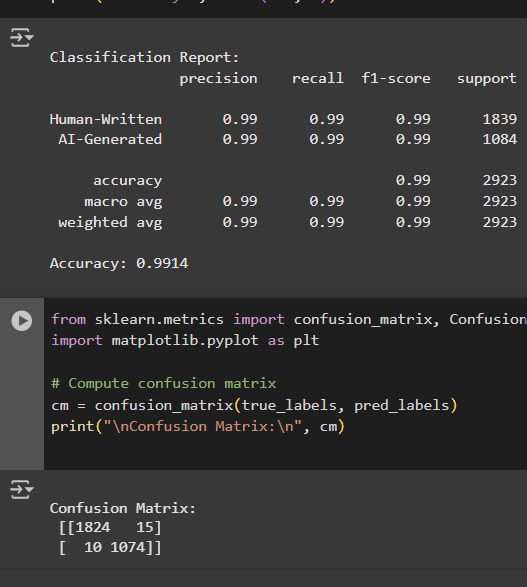 Classification Report:
precision recall f1-score support
Human-Written 0.99 0.99 0.99 1839
AI-Generated 0.99 0.99 0.99 1084
accuracy 0.99 2923
macro avg 0.99 0.99 0.99 2923
weighted avg 0.99 0.99 0.99 2923
Accuracy: 0.9914
from sklearn.metrics import confusion_matrix, Confusion
import matplotlib.pyplot as plt
# Compute confusion matrix
cm = confusion_matrix(true_labels, pred_labels)
print("\nConfusion Matrix:\n", cm)
Confusion Matrix:
[[1824 15]
[ 10 1074]]